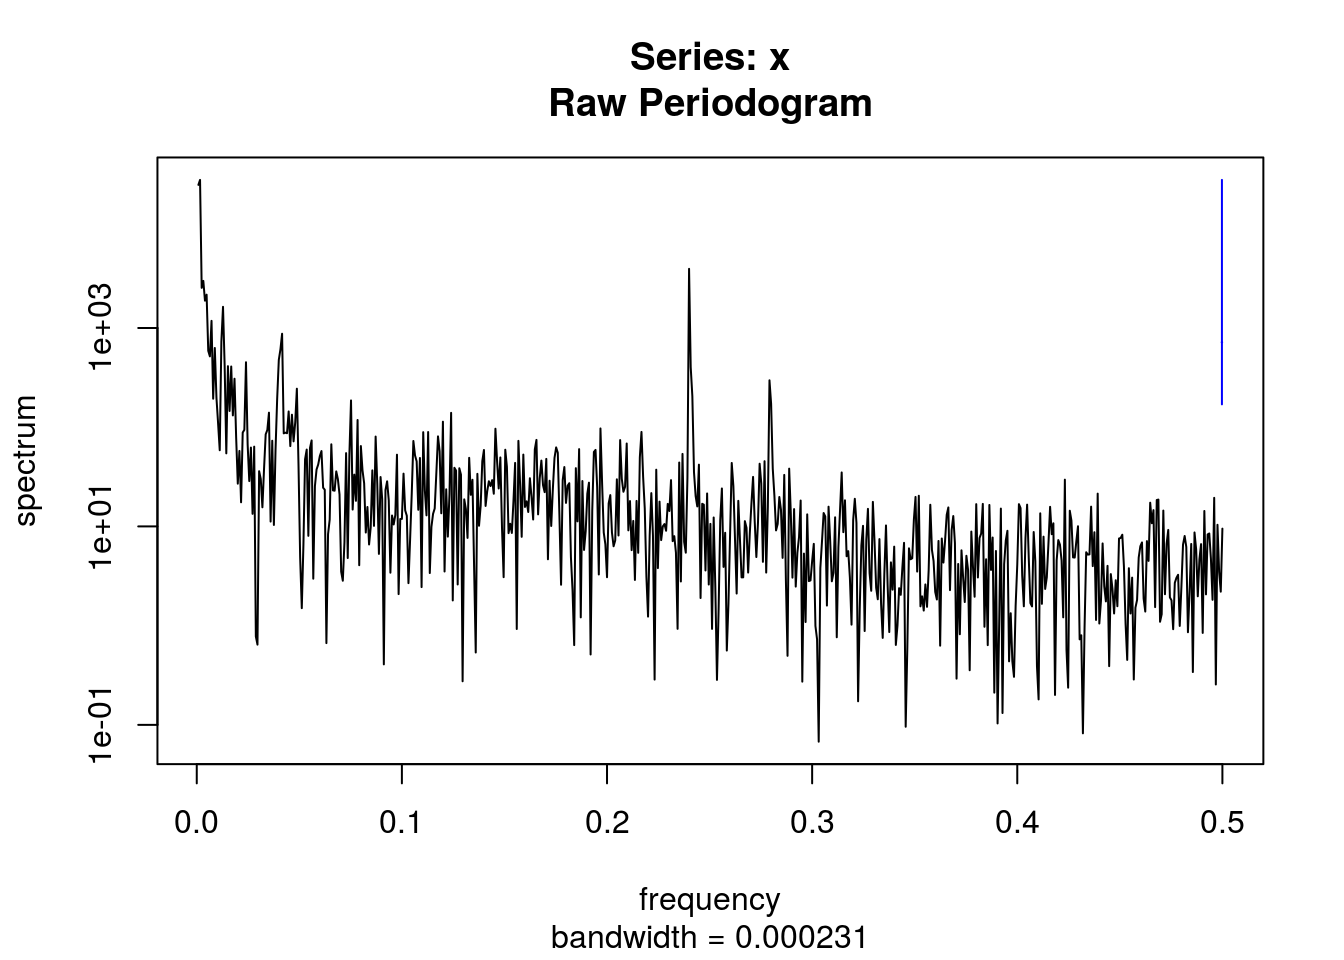 Series: x
Raw Periodogram
spectrum
1e+03
1e+01
1e-01
0.0 0.1 0.2 0.3 0.4 0.5
frequency
bandwidth = 0.000231